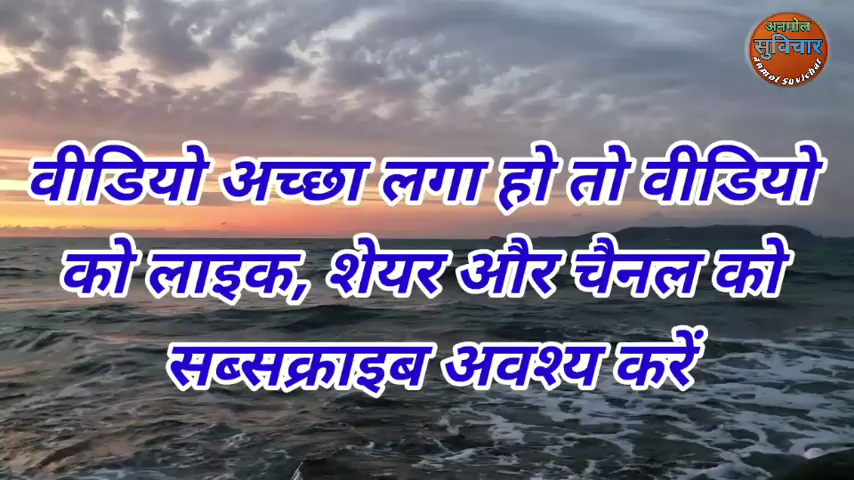 अनमोल
सुविचार
Anmol Suvichar
वीडियो अच्छा लगा हो तो वीडियो
को लाइक, शेयर और चैनल को
सब्सक्राइब अवश्य करें